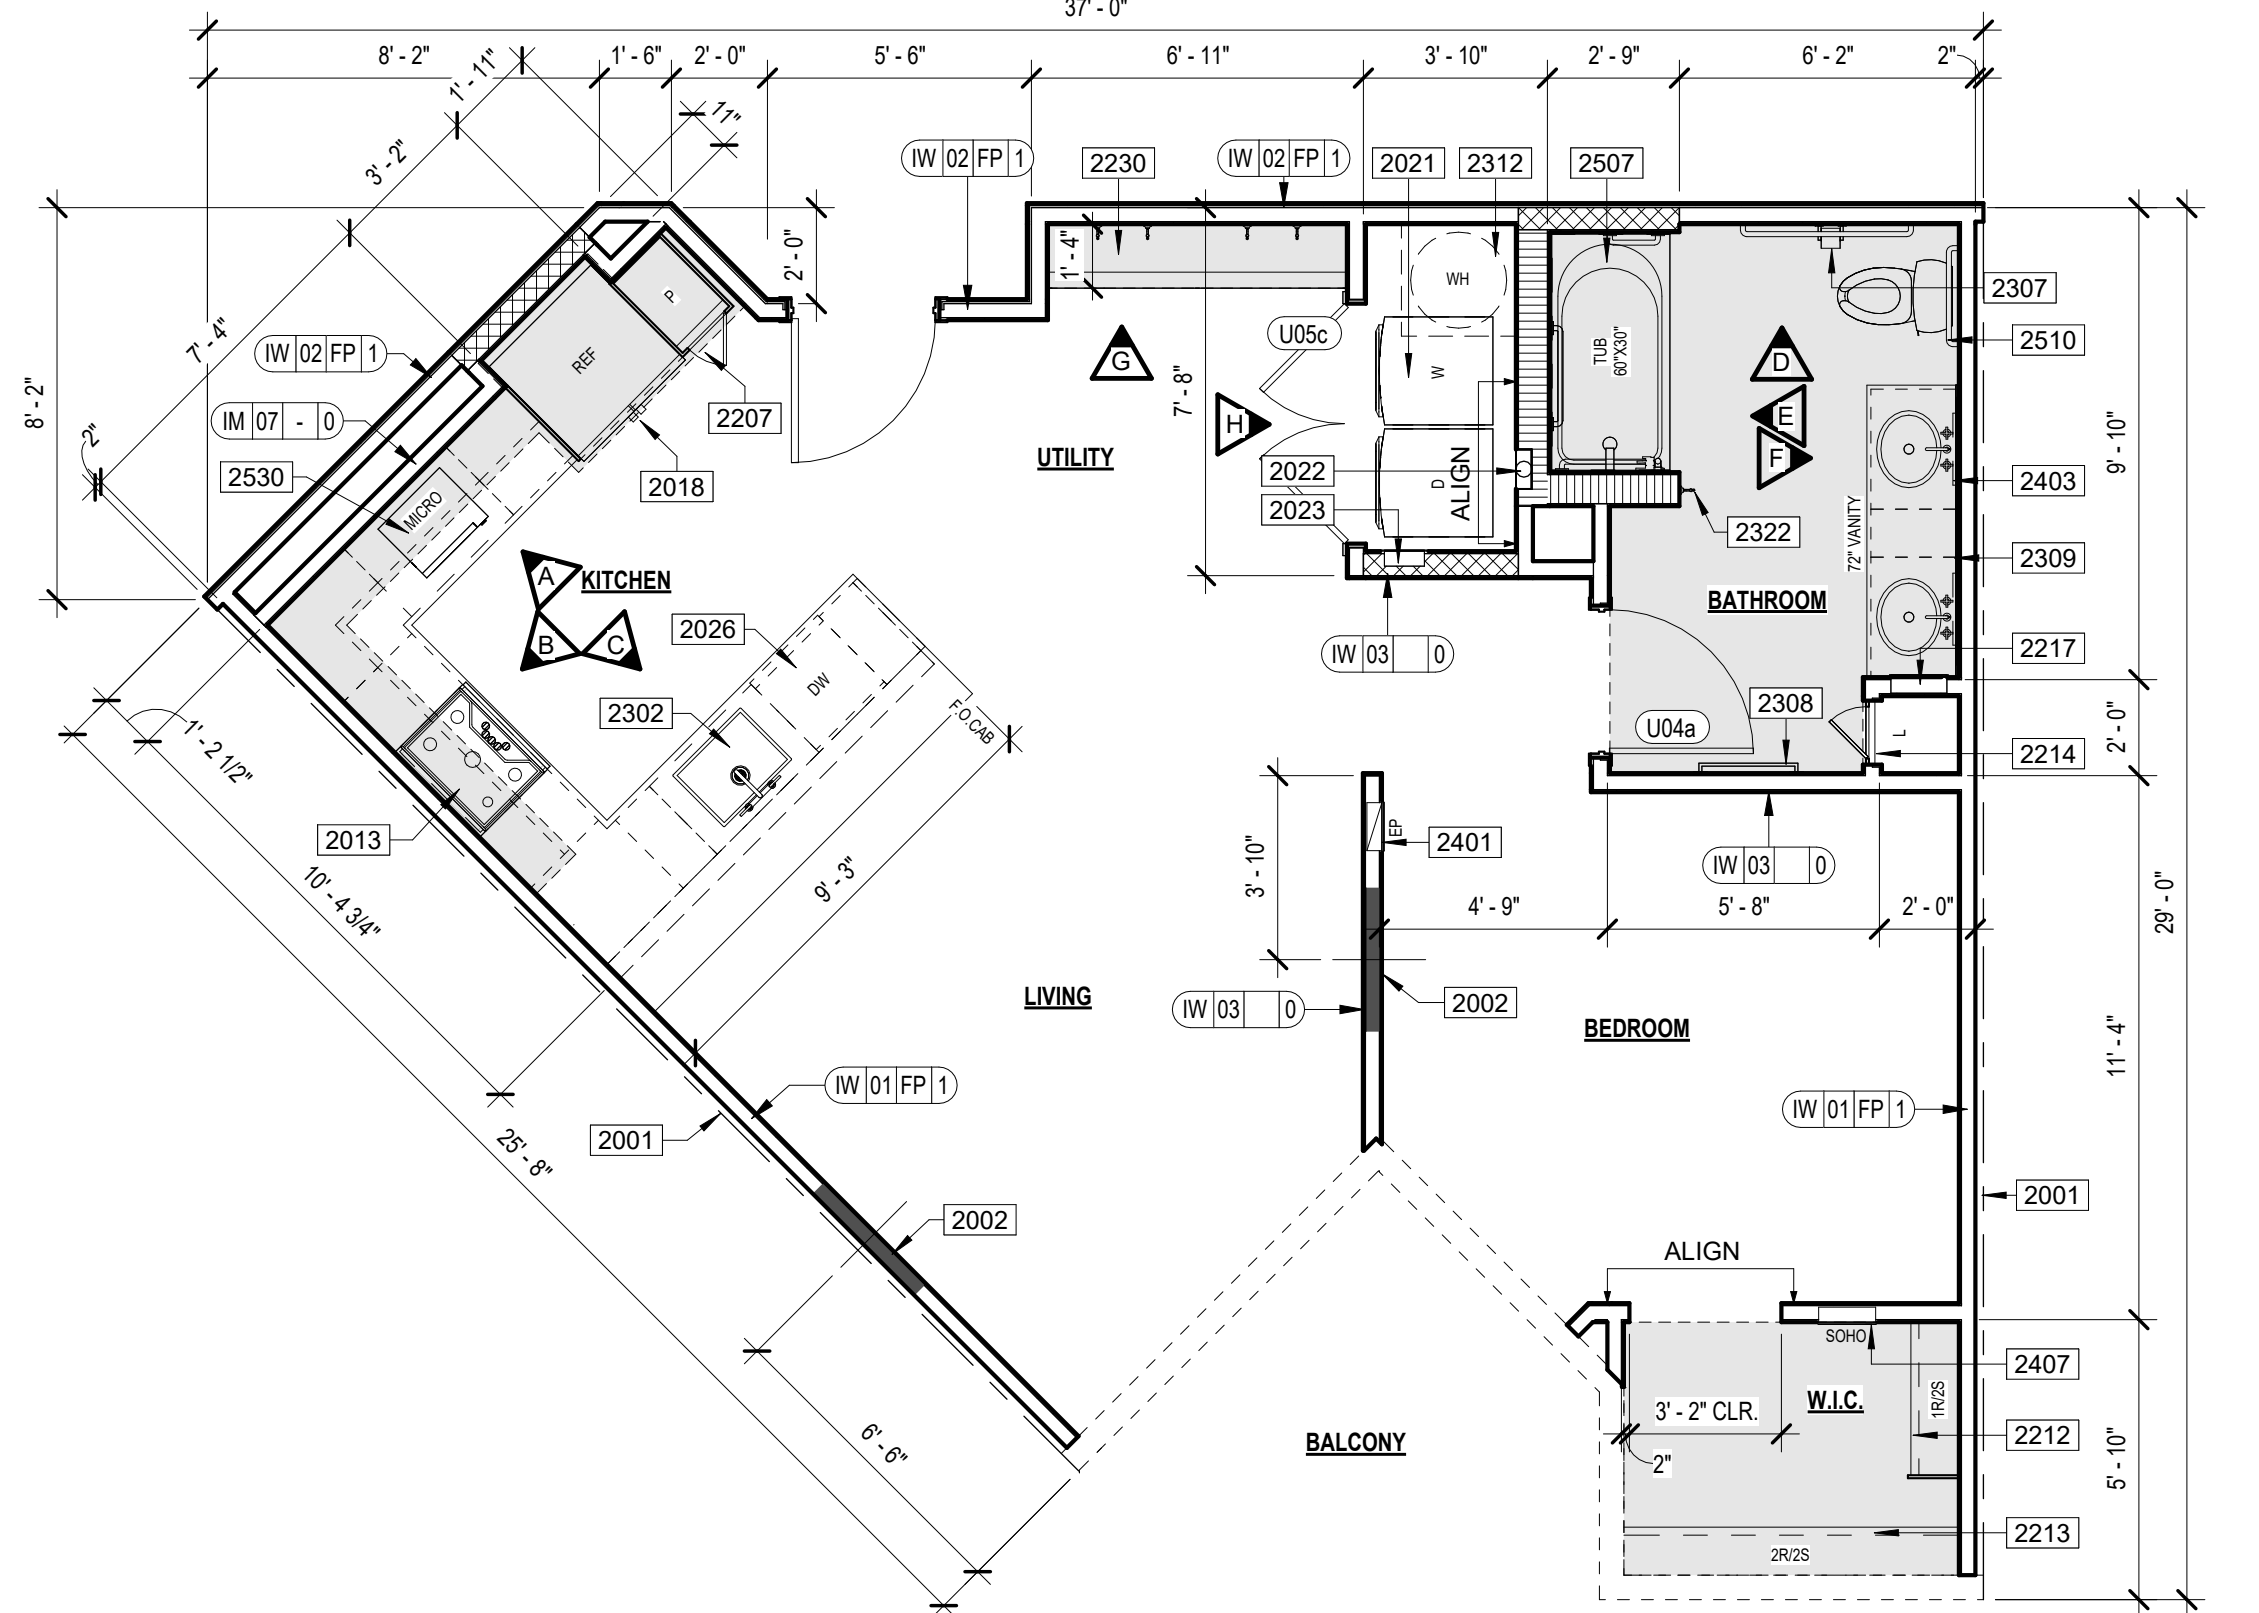 37' - 0"
8' - 2"
1' - 6"
2' - 0"
5' - 6"
6' - 11"
3' - 10"
2' - 9"
6' - 2"
2"
1' - 11"
11"
3' - 2"
7' - 4"
8' - 2"
2"
2' - 0"
IW 02 FP 1
2230
IW 02 FP 1
2021
2312
2507
1' - 4"
WH
P
REF
IW 02 FP 1
IM 07 - 0
2530
MICRO
2207
2018
U05c
G
H
7' - 8"
UTILITY
W
D
ALIGN
2022
2023
TUB
60"X30"
D
E
F
2307
2510
9' - 10"
2403
2322
72" VANITY
2309
BATHROOM
2217
A
B
C
KITCHEN
2026
DW
2302
F.O.CAB
IW 03 0
U04a
2308
L
2214
2' - 0"
1' - 2 1/2"
2013
10' - 4 3/4"
9' - 3"
3' - 10"
EP
2401
IW 03 0
4' - 9"
5' - 8"
2' - 0"
29' - 0"
LIVING
IW 03 0
2002
BEDROOM
11' - 4"
IW 01 FP 1
2001
IW 01 FP 1
25' - 8"
2001
2002
ALIGN
SOHO
2407
3' - 2" CLR.
W.I.C.
1R/2S
2212
2"
5' - 10"
BALCONY
6' - 6"
2213
2R/2S